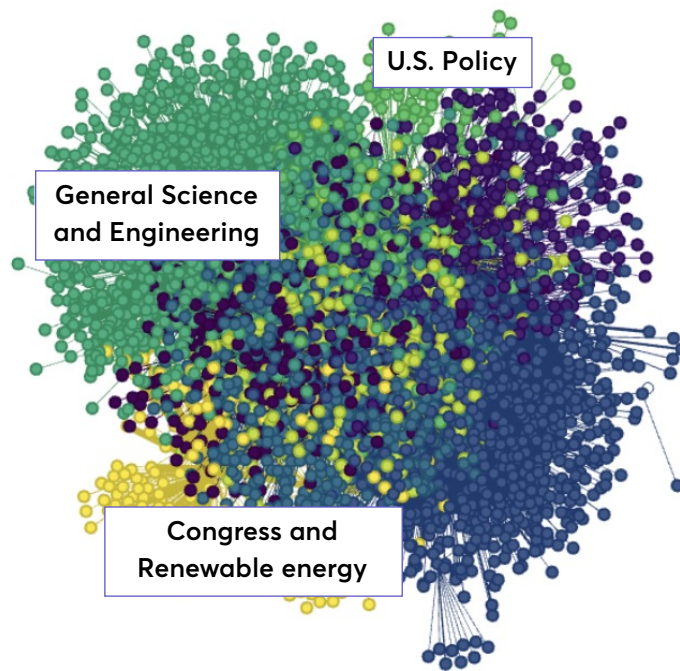 U.S. Policy
General Science
and Engineering
Congress and
Renewable energy